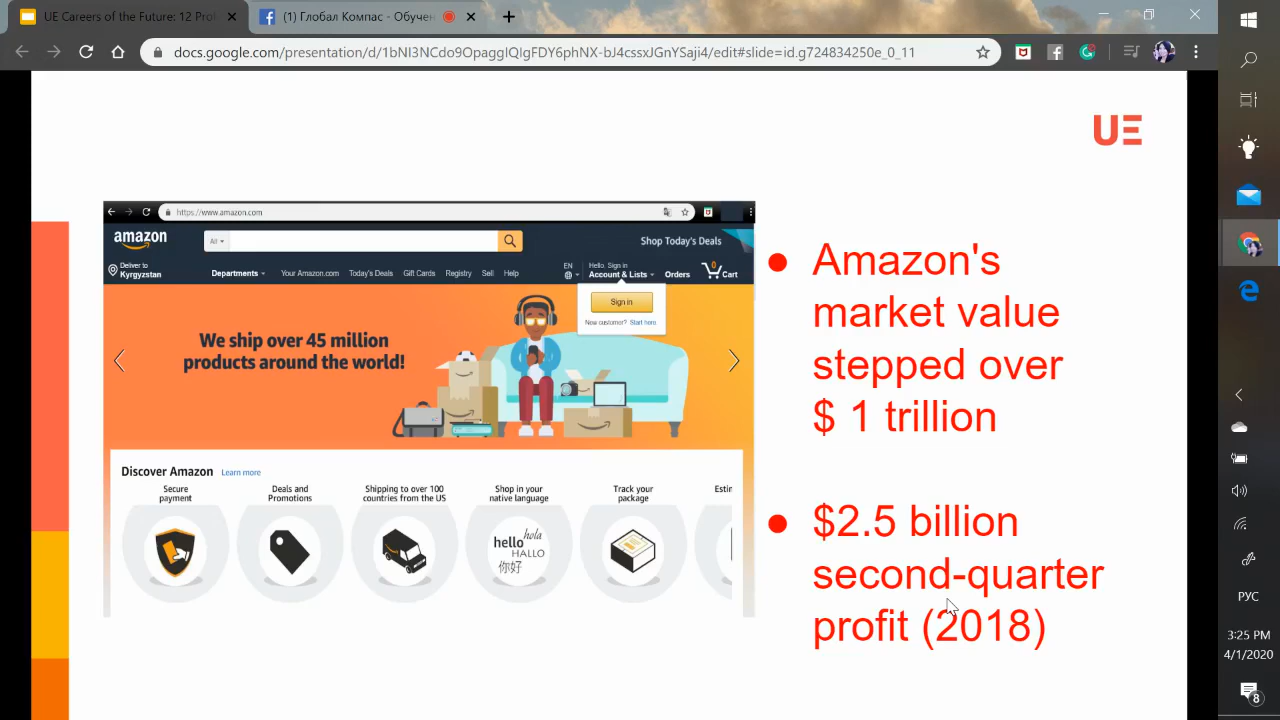 UE Careers of the Future: 12 Prof
(1) Глобал Компас - Обучен
docs.google.com/presentation/d/1bNI3NCdo9OpaggIQIgFDY6phNX-bJ4cssxJGnYSaji4/edit#slide=id.g724834250e_0_11
UE
https://www.amazon.com
amazon
All
Shop Today's Deals
Deliver to
Kyrgyzstan
Departments
Your Amazon.com
Today's Deals
Gift Cards
Registry
Sell
Help
EN
Hello, Sign in
Account & Lists
Orders
0
Cart
Sign in
New customer? Start here.
We ship over 45 million
products around the world!
Discover Amazon Learn more
Secure
payment
Deals and
Promotions
Shipping to over 100
countries from the US
Shop in your
native language
Track your
package
Estir
hola
hello
HALLO
你好
Amazon's
market value
stepped over
$ 1 trillion
$2.5 billion
second-quarter
profit (2018)
РУС
3:25 PM
4/1/2020
8